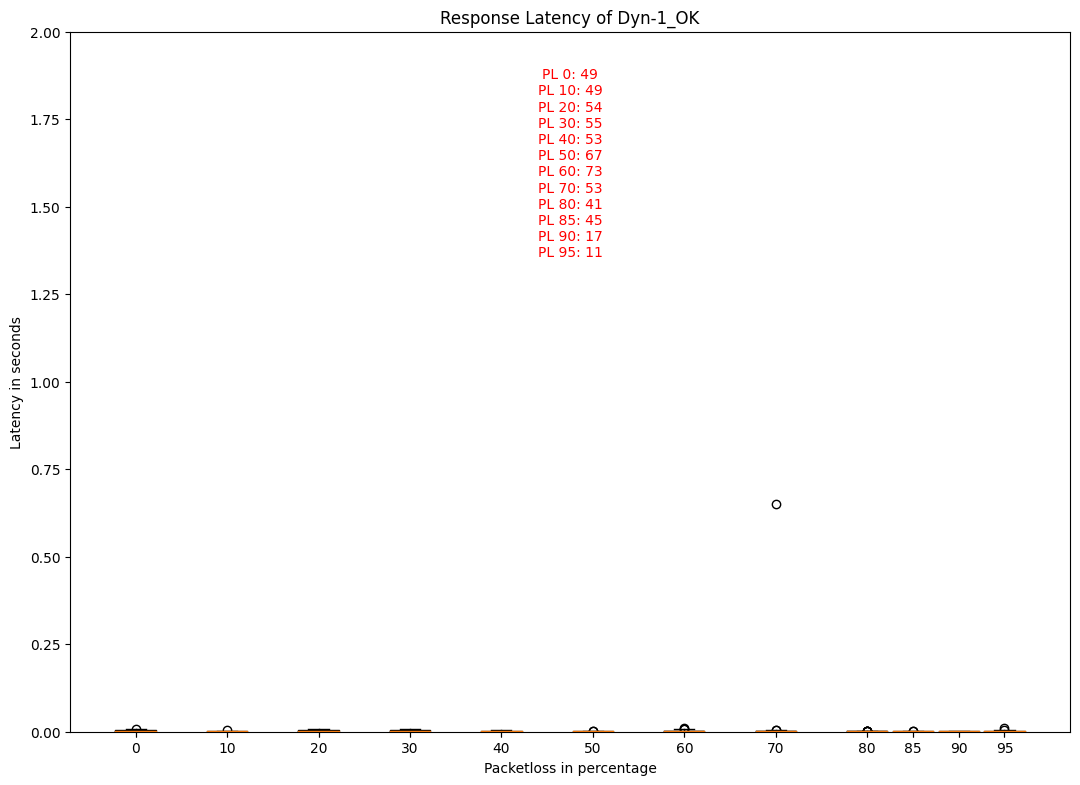 Response Latency of Dyn-1_OK
2.00
1.75
1.50
1.25
1.00
0.75
0.50
0.25
0.00
Latency in seconds
PL 0: 49
PL 10: 49
PL 20: 54
PL 30: 55
PL 40: 53
PL 50: 67
PL 60: 73
PL 70: 53
PL 80: 41
PL 85: 45
PL 90: 17
PL 95: 11
0 10 20 30 40 50 60 70 80 85 90 95
Packetloss in percentage